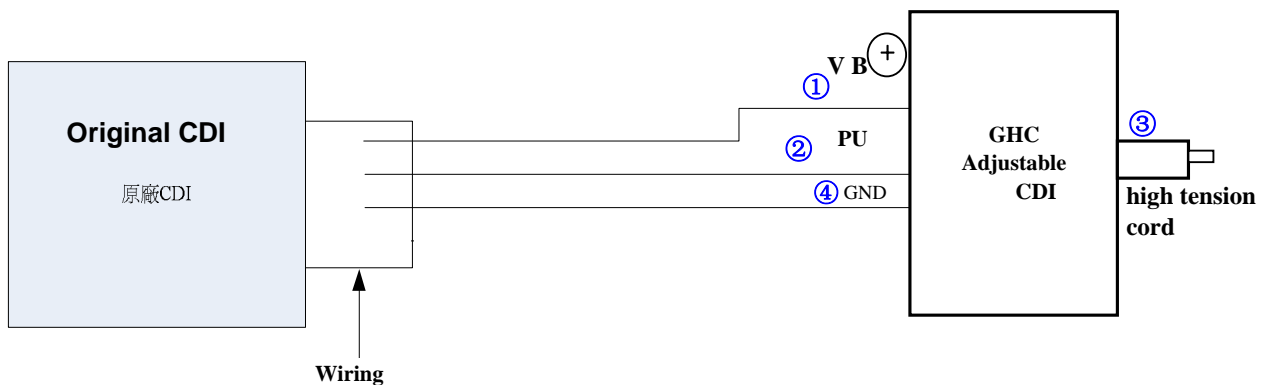 Original CDI
原廠CDI
Wiring
V B +
①
② PU
④ GND
GHC
Adjustable
CDI
③
high tension
cord